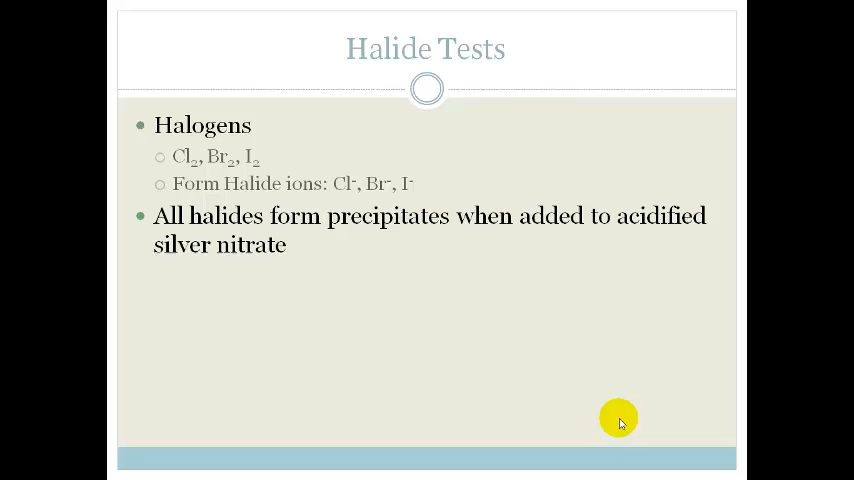 Halide Tests
Halogens
Cl₂, Br₂, I₂
Form Halide ions: Cl⁻, Br⁻, I⁻
All halides form precipitates when added to acidified
silver nitrate